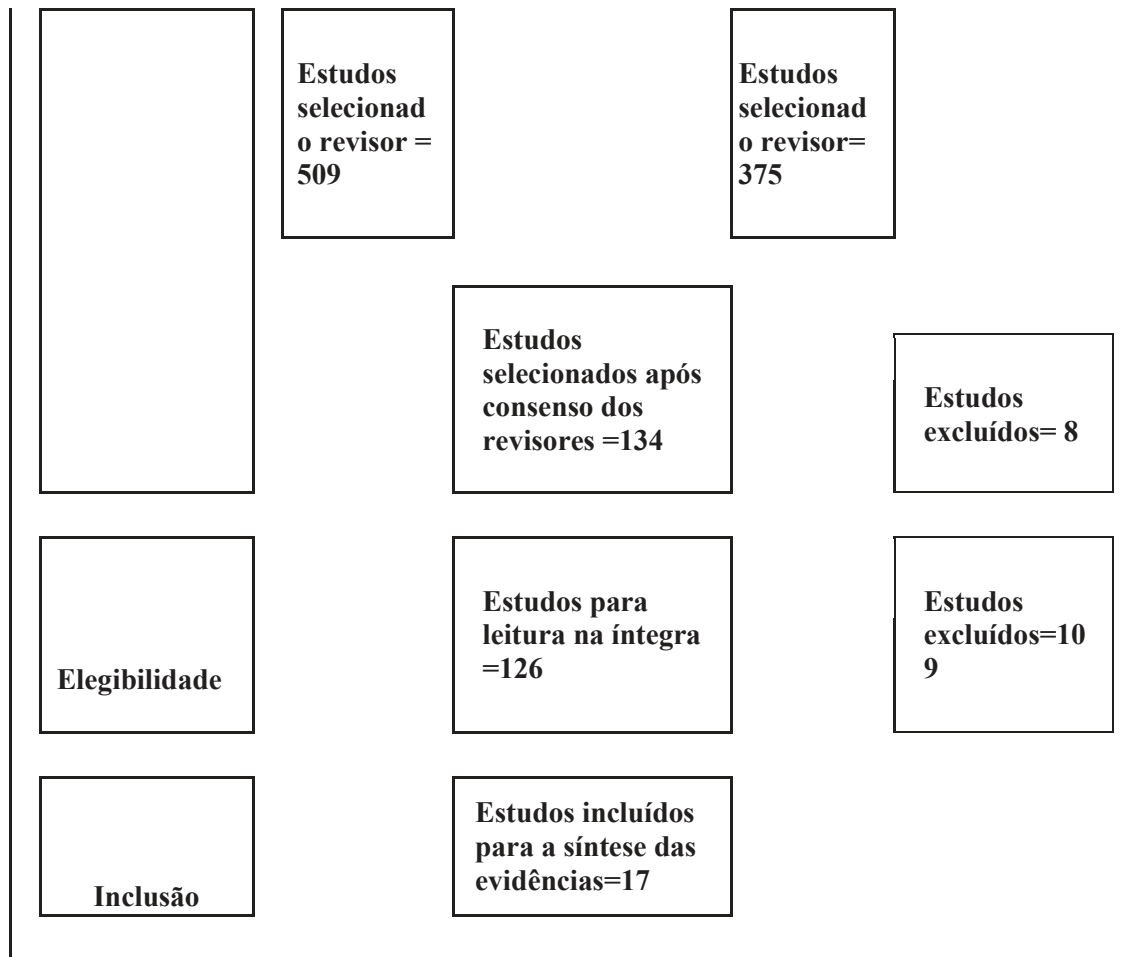 Estudos
selecionad
o revisor =
509
Estudos
selecionad
o revisor=
375
Estudos
selecionados após
consenso dos
revisores =134
Estudos
excluídos= 8
Elegibilidade
Estudos para
leitura na íntegra
=126
Estudos
excluídos=10
9
Inclusão
Estudos incluídos
para a síntese das
evidências=17